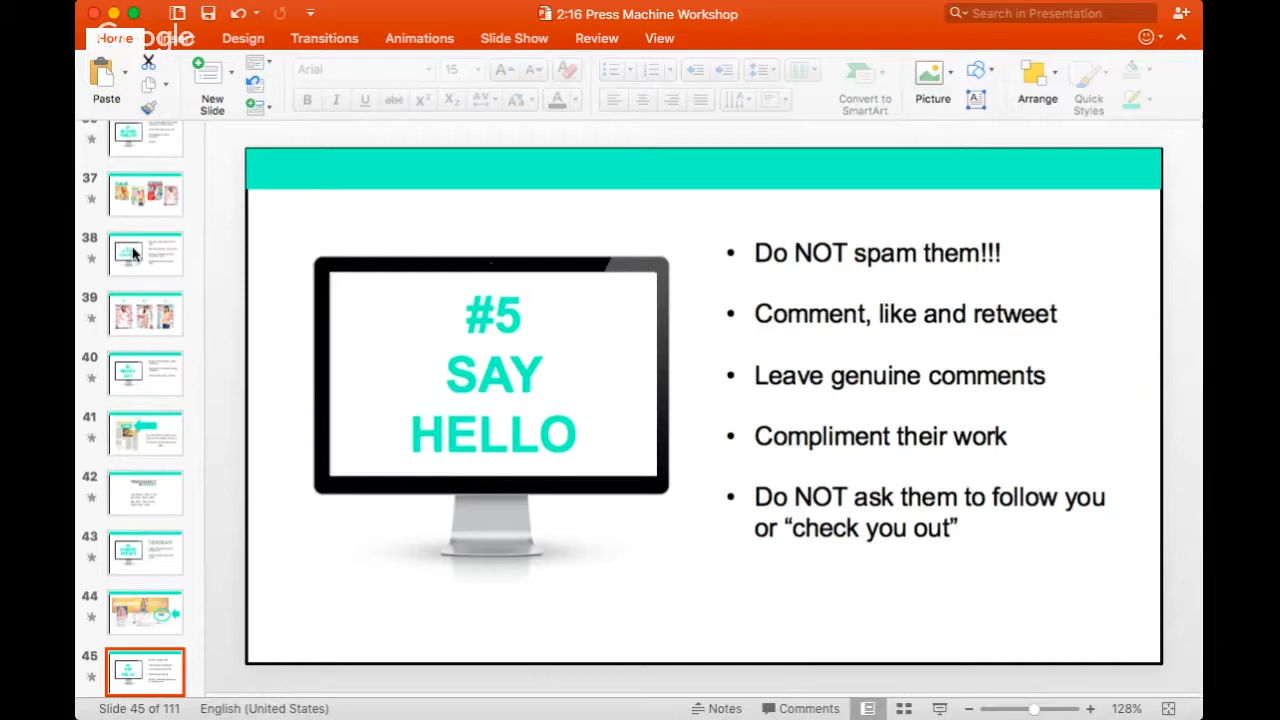 2:16 Press Machine Workshop
Search in Presentation
Google
Home
Insert
Design
Transitions
Animations
Slide Show
Review
View
Paste
New
Slide
Arial
15
Convert to
SmartArt
Picture
Arrange
Quick
Styles
37
38
39
40
41
42
43
44
45
#5
SAY
HELLO
• Do NOT spam them!!!
• Comment, like and retweet
• Leave genuine comments
• Compliment their work
• Do NOT ask them to follow you
or “check you out”
Slide 45 of 111
English (United States)
Notes
Comments
128%